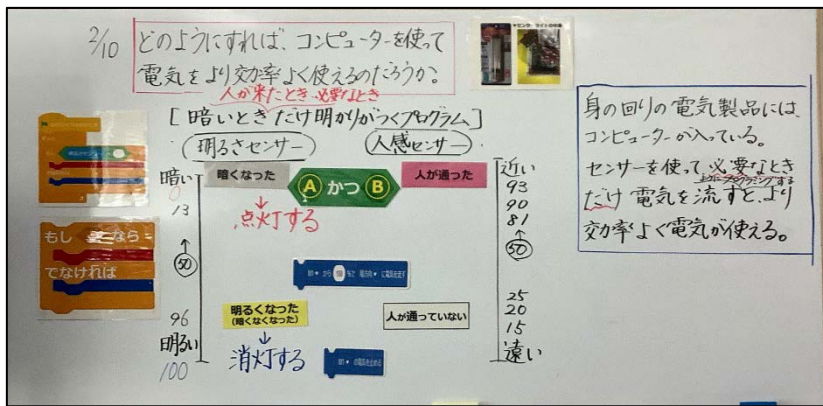 2/10
どのようにすれば、コンピューターを使って
電気をより効率よく使えるのだろうか。
人が来たとき 必要なとき
[暗いときだけ明かりがつくプログラム]
明るさセンサー
人感センサー
暗い
0
13
↑
50
96
明るい
100
暗くなった
A かつ B
人が通った
↓
点灯する
明るくなった
(暗くなくなった)
人が通っていない
↓
消灯する
近い
93
90
81
↑
50
25
20
15
遠い
もし なら
でなければ
身の回りの電気製品には、
コンピューターが入っている。
センサーを使って必要なとき
ようにプログラミングする
だけ電気を流すと、より
効率よく電気が使える。